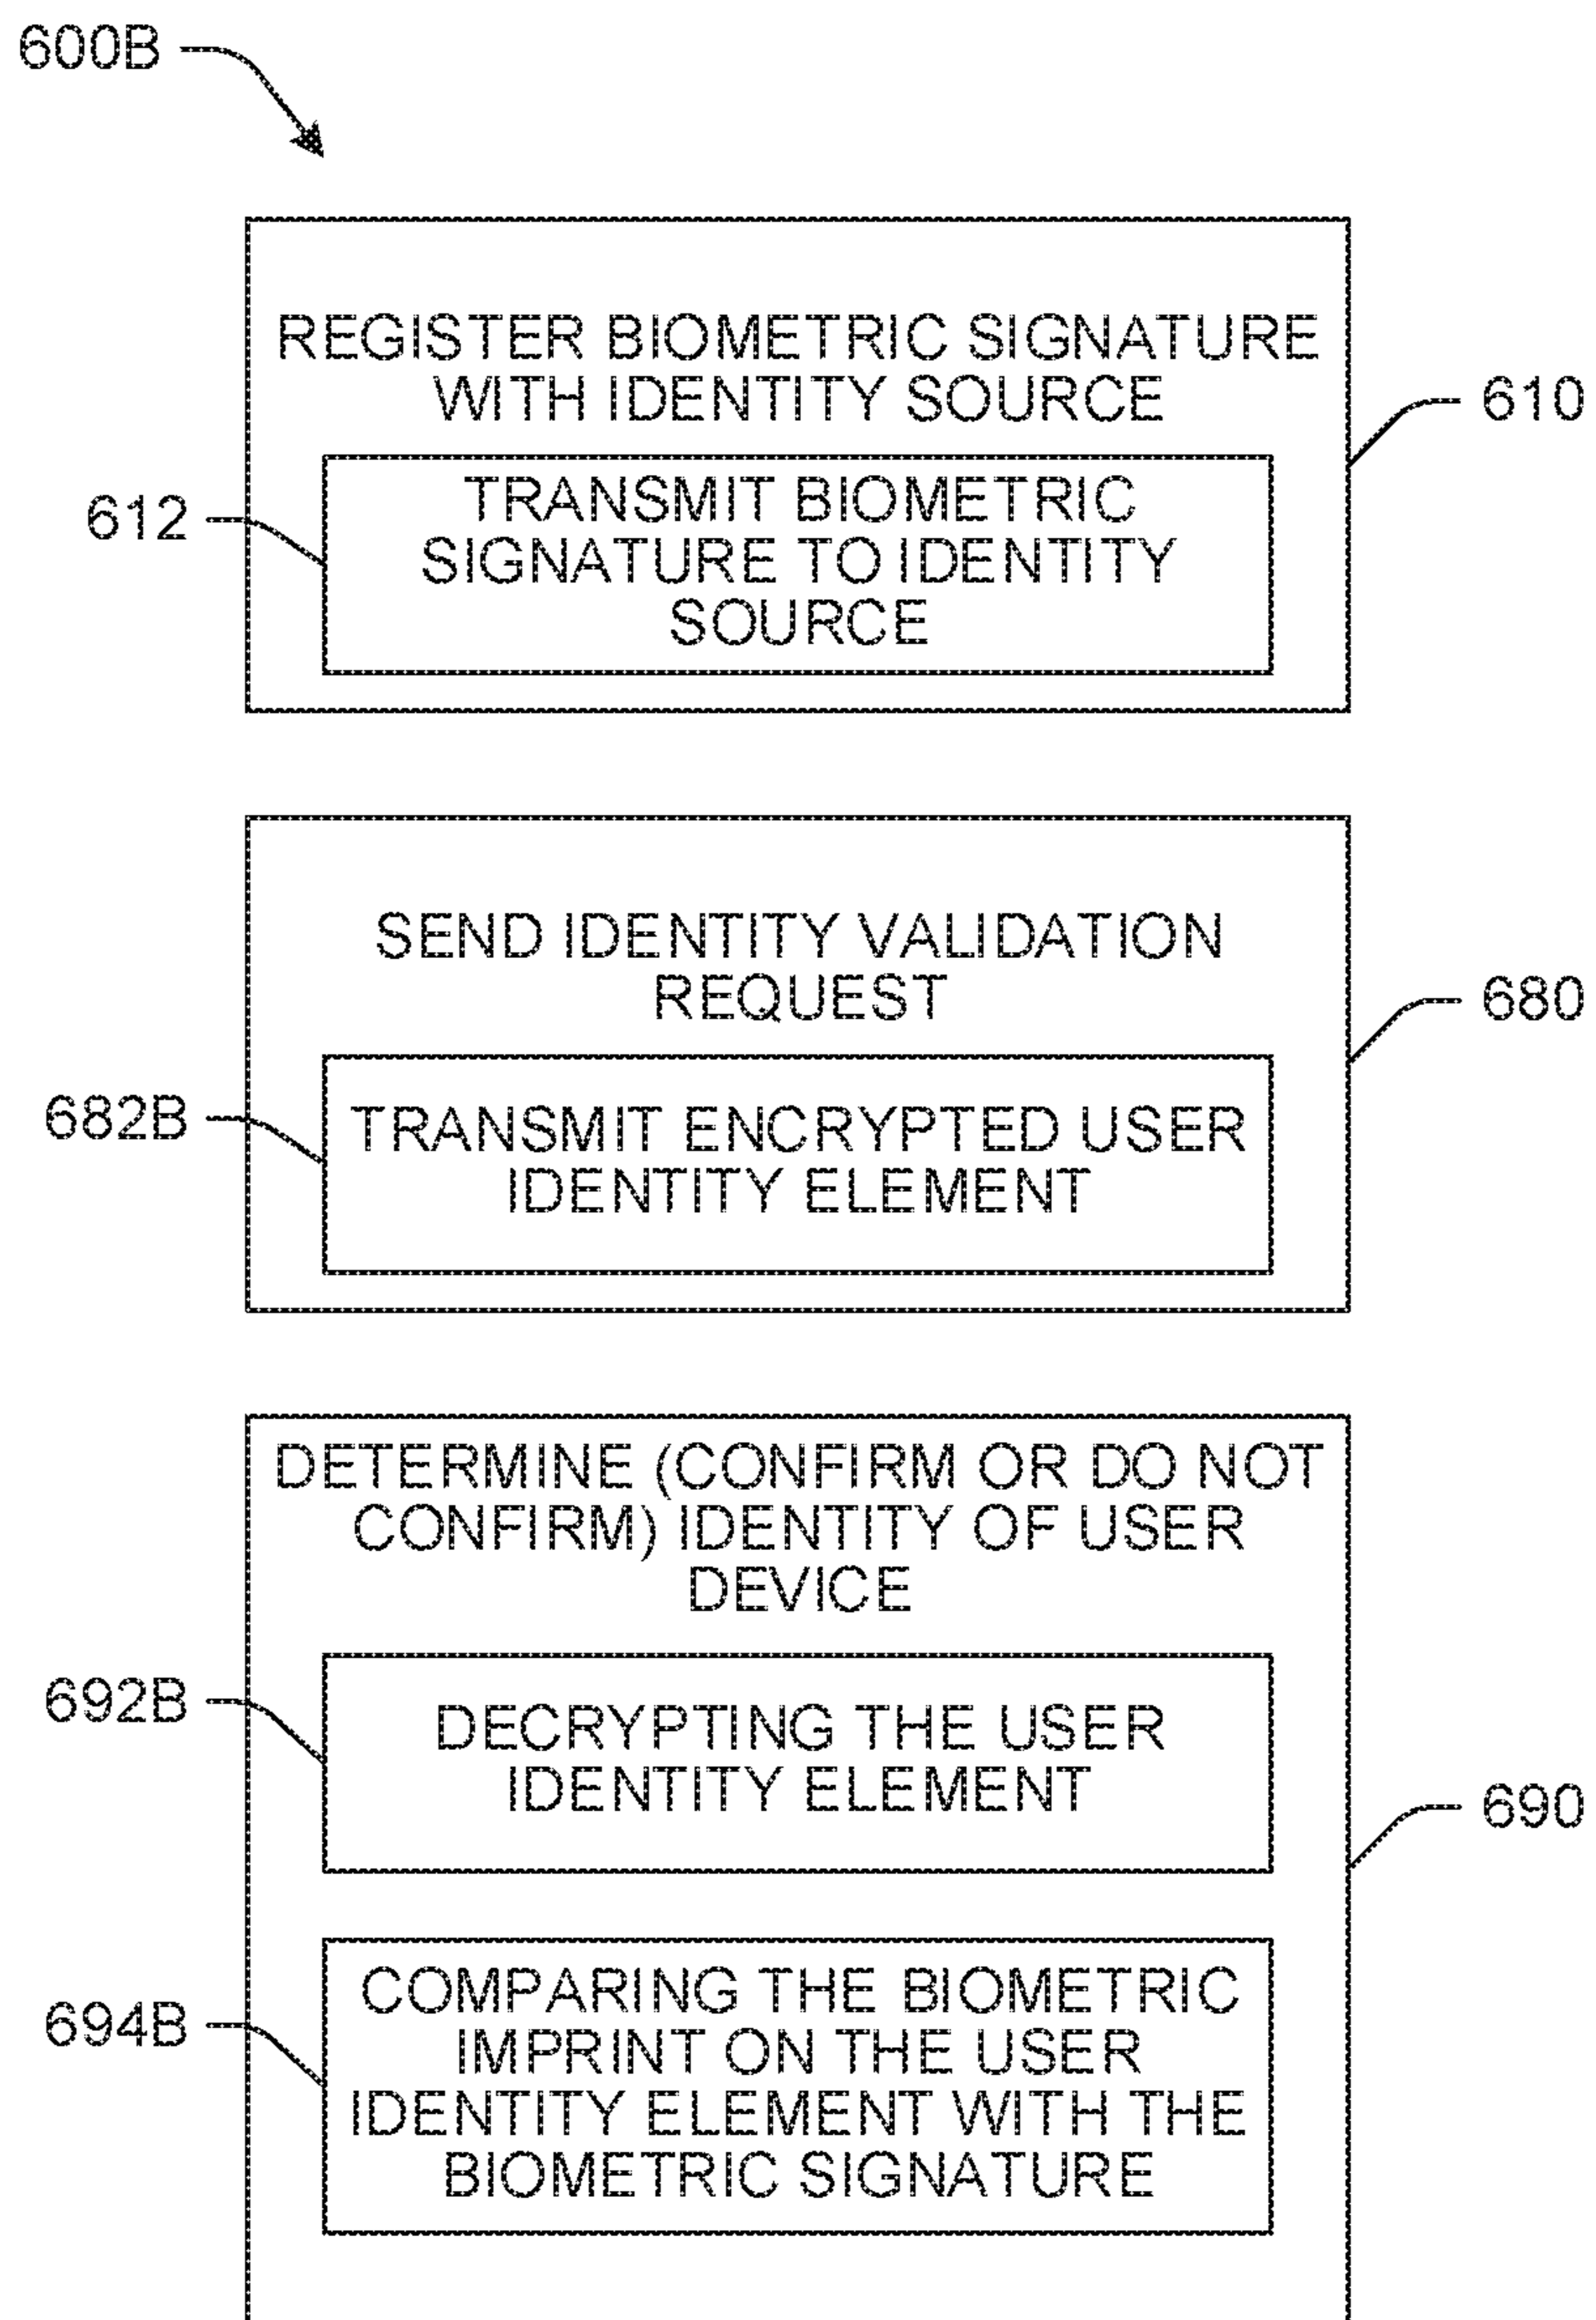 600B
REGISTER BIOMETRIC SIGNATURE
WITH IDENTITY SOURCE
610
612
TRANSMIT BIOMETRIC
SIGNATURE TO IDENTITY
SOURCE
SEND IDENTITY VALIDATION
REQUEST
680
682B
TRANSMIT ENCRYPTED USER
IDENTITY ELEMENT
DETERMINE (CONFIRM OR DO NOT
CONFIRM) IDENTITY OF USER
DEVICE
692B
DECRYPTING THE USER
IDENTITY ELEMENT
690
694B
COMPARING THE BIOMETRIC
IMPRINT ON THE USER
IDENTITY ELEMENT WITH THE
BIOMETRIC SIGNATURE